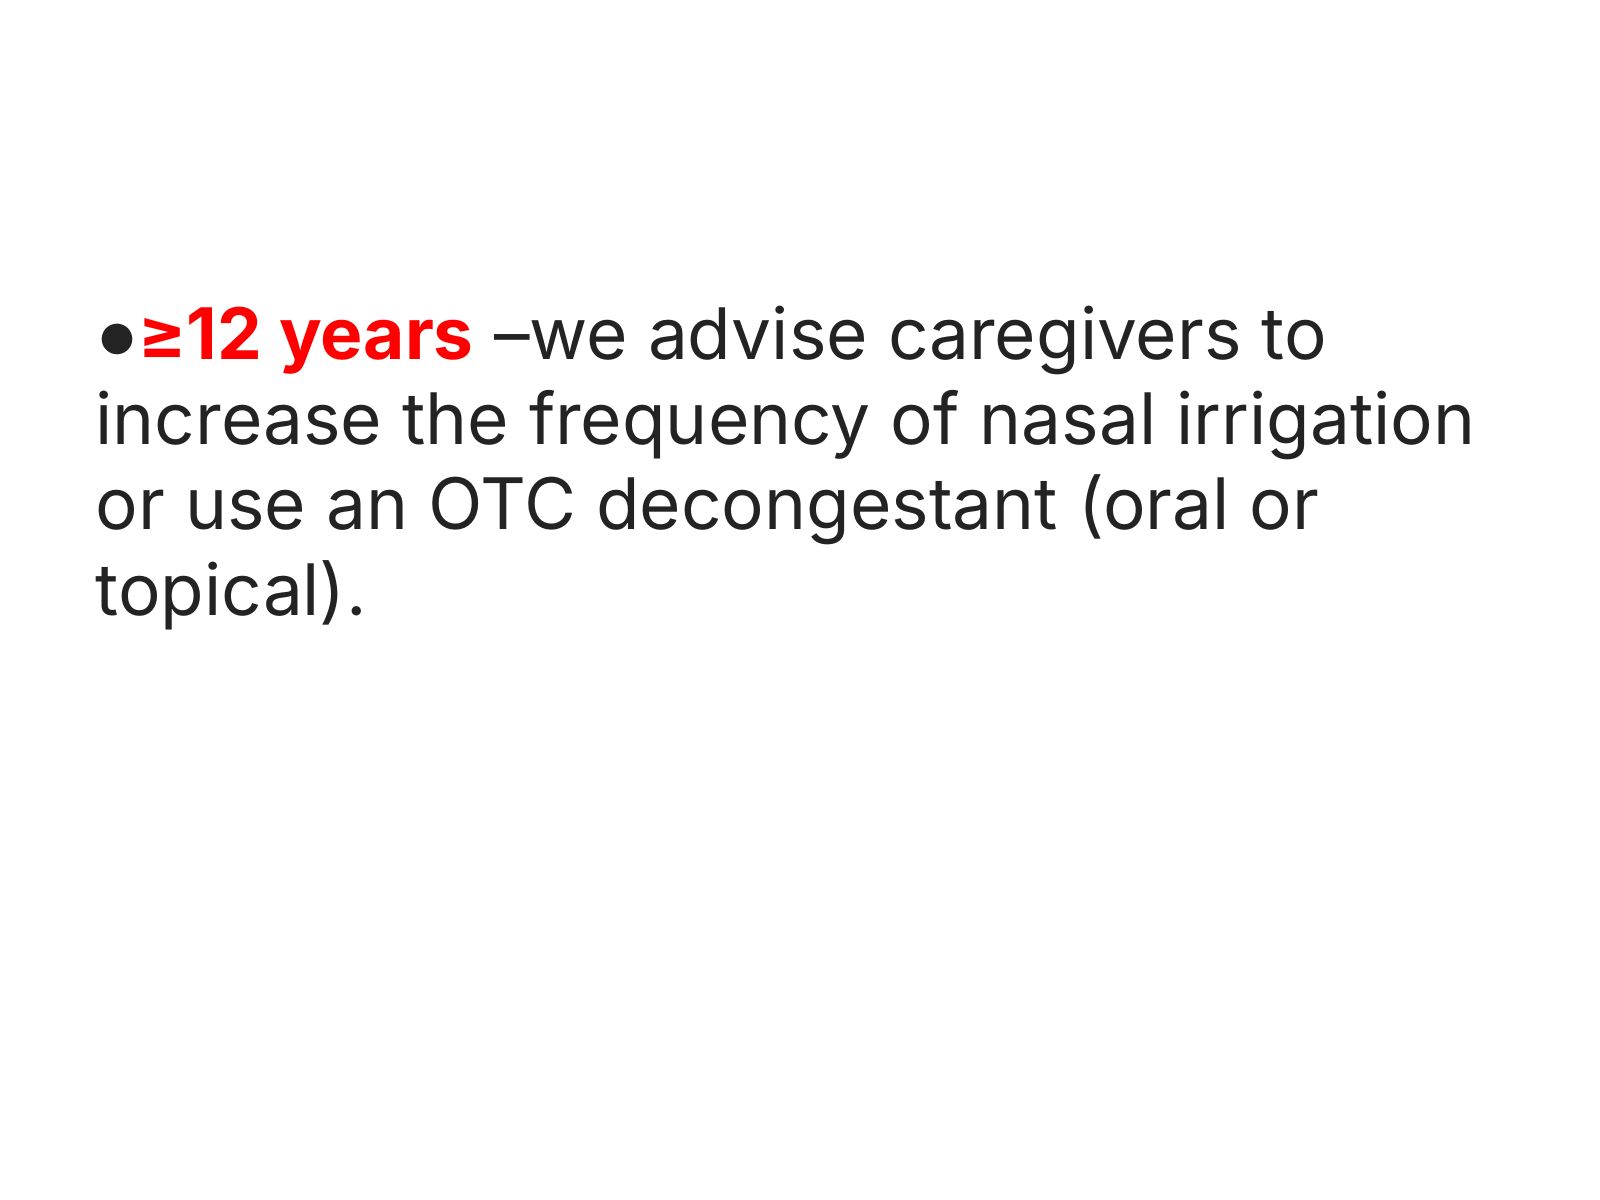 ●≥12 years –we advise caregivers to
increase the frequency of nasal irrigation
or use an OTC decongestant (oral or
topical).